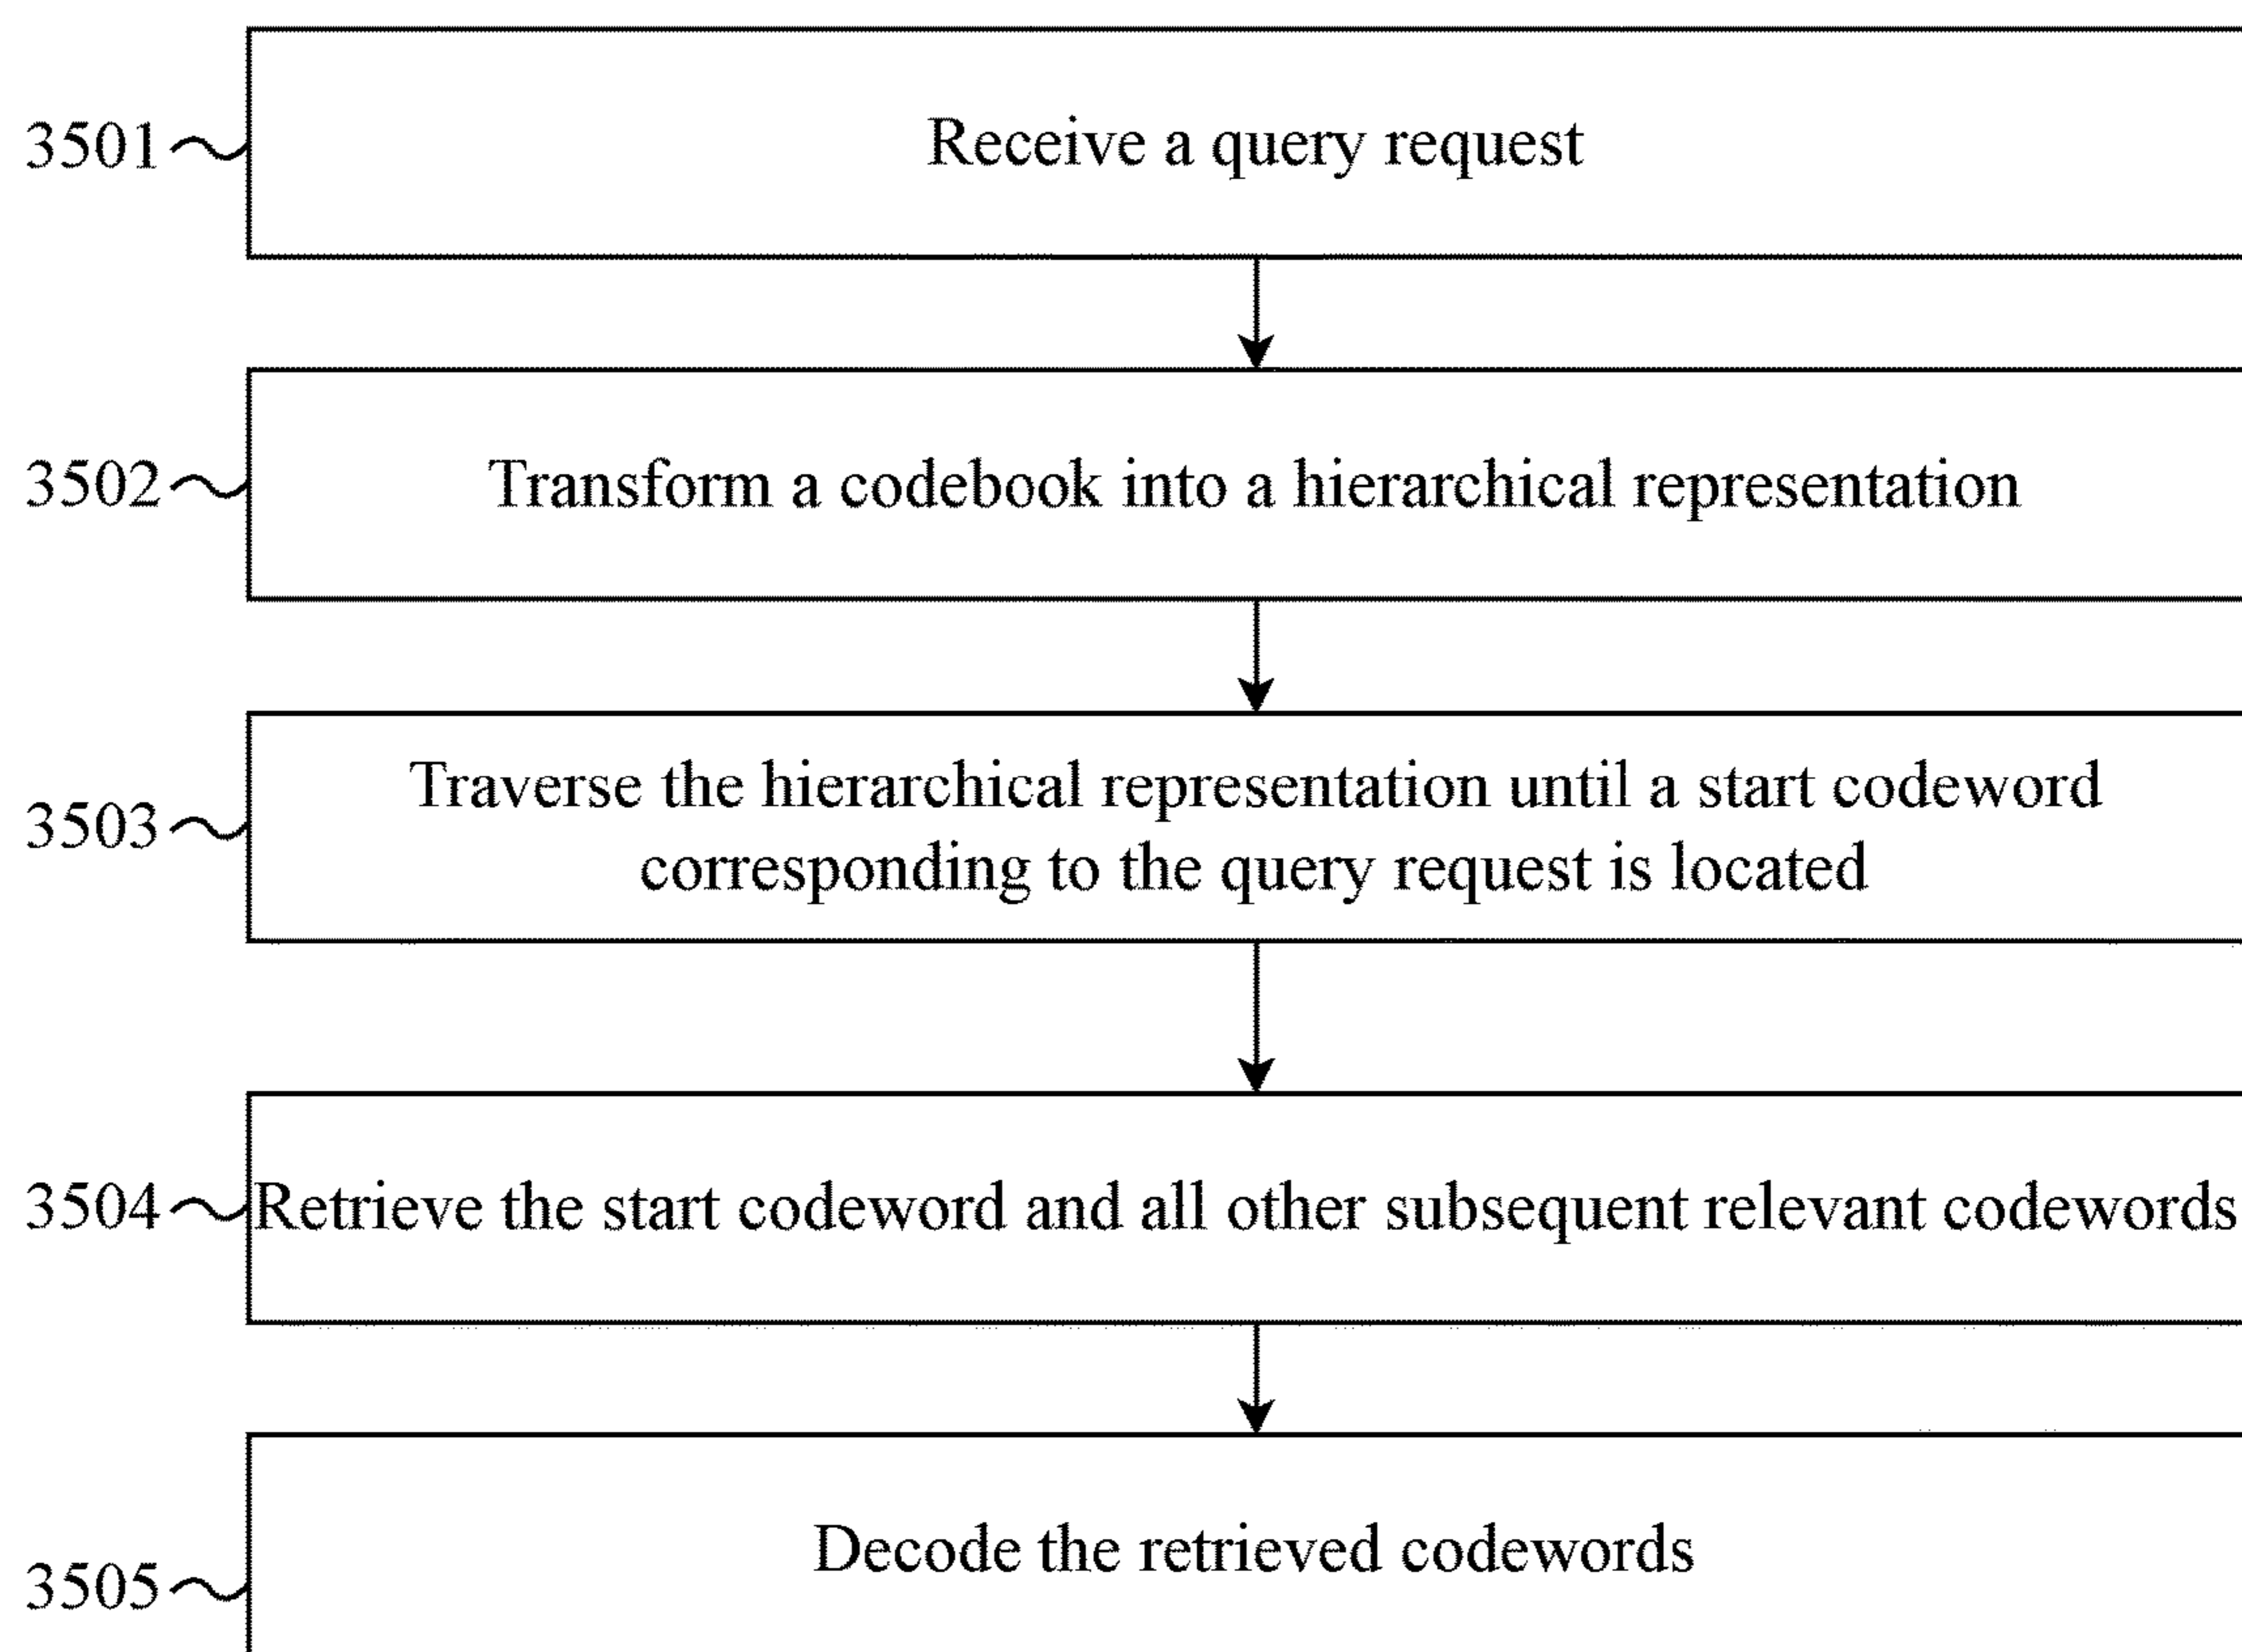 3501
Receive a query request
3502
Transform a codebook into a hierarchical representation
3503
Traverse the hierarchical representation until a start codeword
corresponding to the query request is located
3504
Retrieve the start codeword and all other subsequent relevant codewords
3505
Decode the retrieved codewords